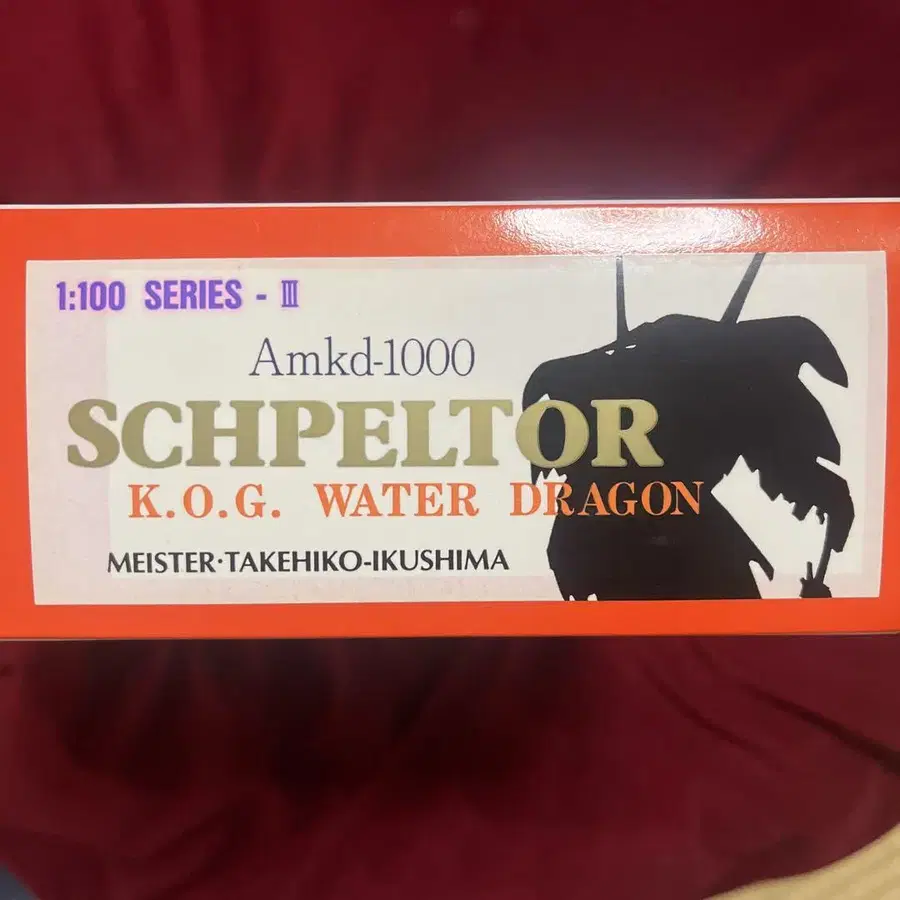 1:100 SERIES - Ⅲ
Amkd-1000
SCHPELTOR
K.O.G. WATER DRAGON
MEISTER·TAKEHIKO-IKUSHIMA